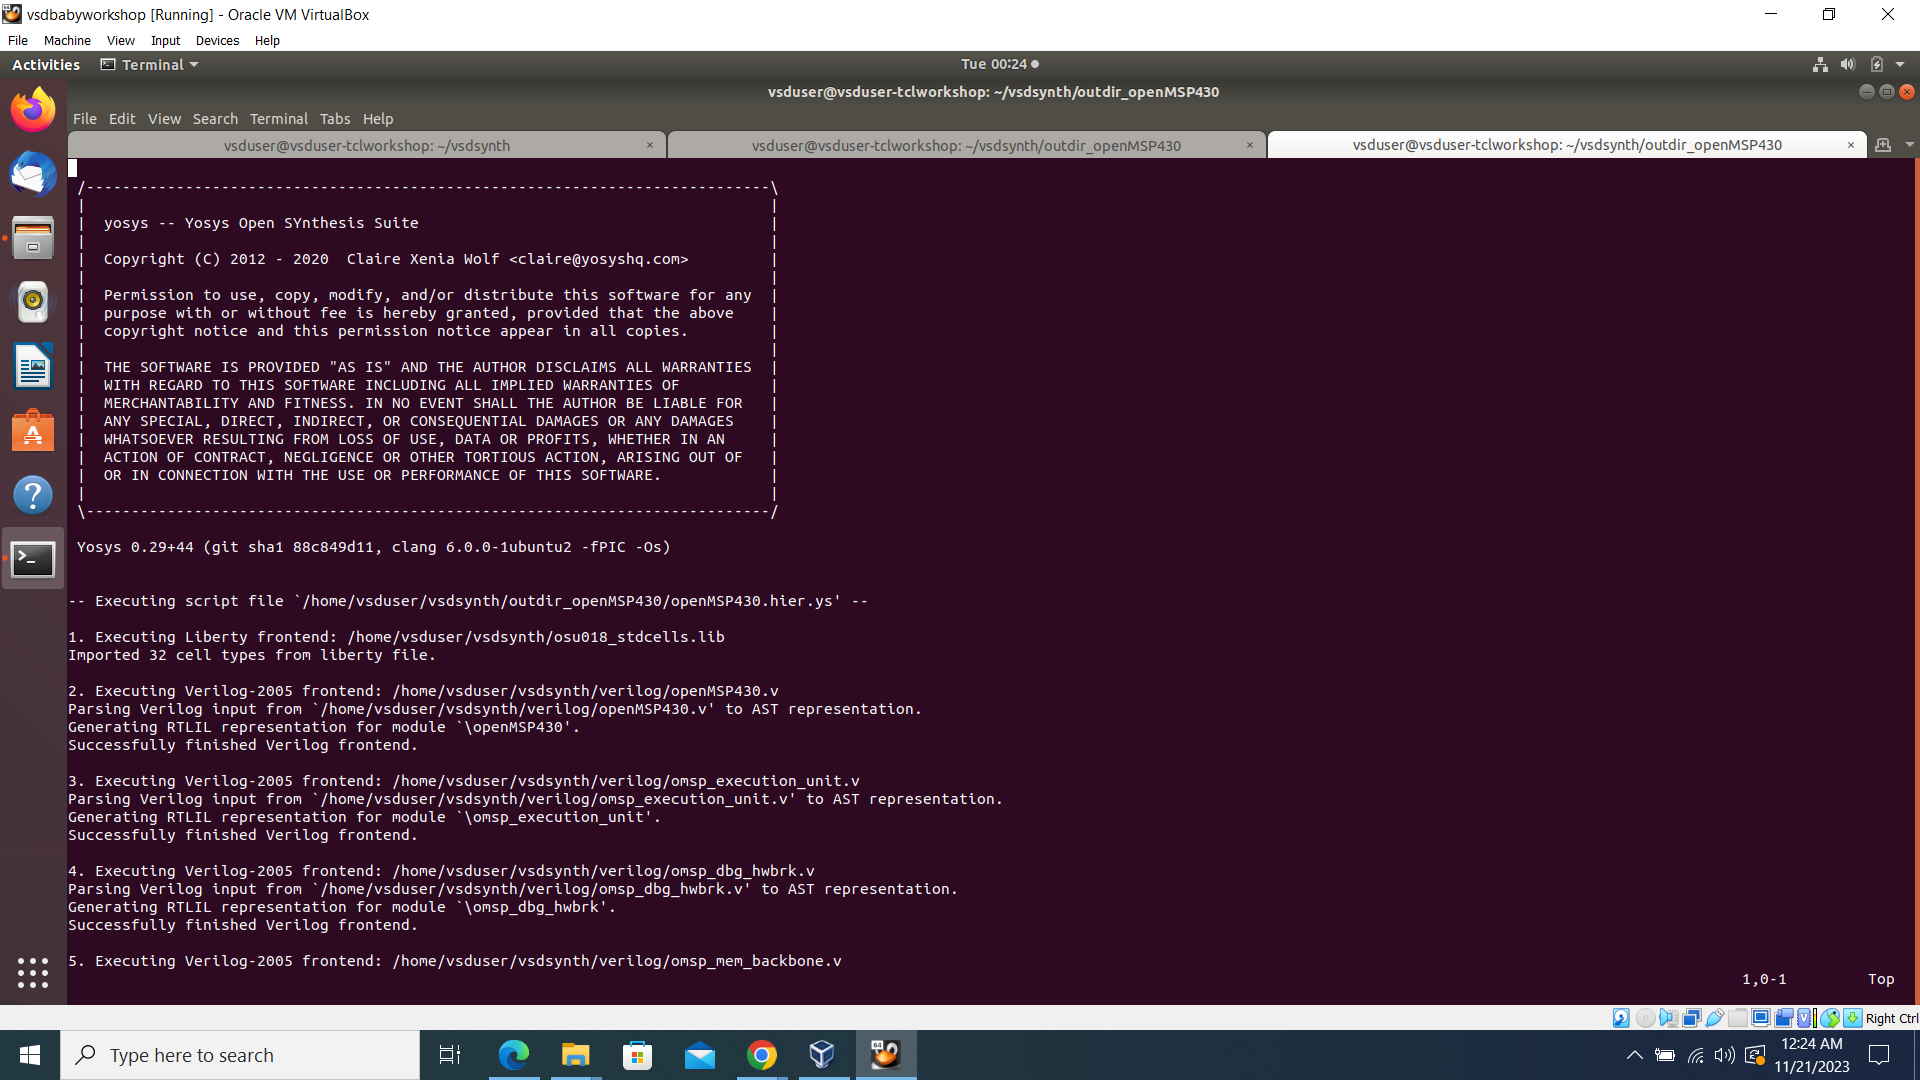 vsdbabyworkshop [Running] - Oracle VM VirtualBox
File Machine View Input Devices Help
Activities Terminal Tue 00:24
vsduser@vsduser-tclworkshop: ~/vsdsynth/outdir_openMSP430
File Edit View Search Terminal Tabs Help
vsduser@vsduser-tclworkshop: ~/vsdsynth × vsduser@vsduser-tclworkshop: ~/vsdsynth/outdir_openMSP430 × vsduser@vsduser-tclworkshop: ~/vsdsynth/outdir_openMSP430 ×
/----------------------------------------------------------------------------\
| |
| yosys -- Yosys Open SYnthesis Suite |
| |
| Copyright (C) 2012 - 2020  Claire Xenia Wolf <claire@yosyshq.com> |
| |
| Permission to use, copy, modify, and/or distribute this software for any |
| purpose with or without fee is hereby granted, provided that the above |
| copyright notice and this permission notice appear in all copies. |
| |
| THE SOFTWARE IS PROVIDED "AS IS" AND THE AUTHOR DISCLAIMS ALL WARRANTIES |
| WITH REGARD TO THIS SOFTWARE INCLUDING ALL IMPLIED WARRANTIES OF |
| MERCHANTABILITY AND FITNESS. IN NO EVENT SHALL THE AUTHOR BE LIABLE FOR |
| ANY SPECIAL, DIRECT, INDIRECT, OR CONSEQUENTIAL DAMAGES OR ANY DAMAGES |
| WHATSOEVER RESULTING FROM LOSS OF USE, DATA OR PROFITS, WHETHER IN AN |
| ACTION OF CONTRACT, NEGLIGENCE OR OTHER TORTIOUS ACTION, ARISING OUT OF |
| OR IN CONNECTION WITH THE USE OR PERFORMANCE OF THIS SOFTWARE. |
| |
\----------------------------------------------------------------------------/
Yosys 0.29+44 (git sha1 88c849d11, clang 6.0.0-1ubuntu2 -fPIC -Os)
-- Executing script file `/home/vsduser/vsdsynth/outdir_openMSP430/openMSP430.hier.ys' --
1. Executing Liberty frontend: /home/vsduser/vsdsynth/osu018_stdcells.lib
Imported 32 cell types from liberty file.
2. Executing Verilog-2005 frontend: /home/vsduser/vsdsynth/verilog/openMSP430.v
Parsing Verilog input from `/home/vsduser/vsdsynth/verilog/openMSP430.v' to AST representation.
Generating RTLIL representation for module `\openMSP430'.
Successfully finished Verilog frontend.
3. Executing Verilog-2005 frontend: /home/vsduser/vsdsynth/verilog/omsp_execution_unit.v
Parsing Verilog input from `/home/vsduser/vsdsynth/verilog/omsp_execution_unit.v' to AST representation.
Generating RTLIL representation for module `\omsp_execution_unit'.
Successfully finished Verilog frontend.
4. Executing Verilog-2005 frontend: /home/vsduser/vsdsynth/verilog/omsp_dbg_hwbrk.v
Parsing Verilog input from `/home/vsduser/vsdsynth/verilog/omsp_dbg_hwbrk.v' to AST representation.
Generating RTLIL representation for module `\omsp_dbg_hwbrk'.
Successfully finished Verilog frontend.
5. Executing Verilog-2005 frontend: /home/vsduser/vsdsynth/verilog/omsp_mem_backbone.v
1,0-1 Top
Right Ctrl
Type here to search
12:24 AM
11/21/2023